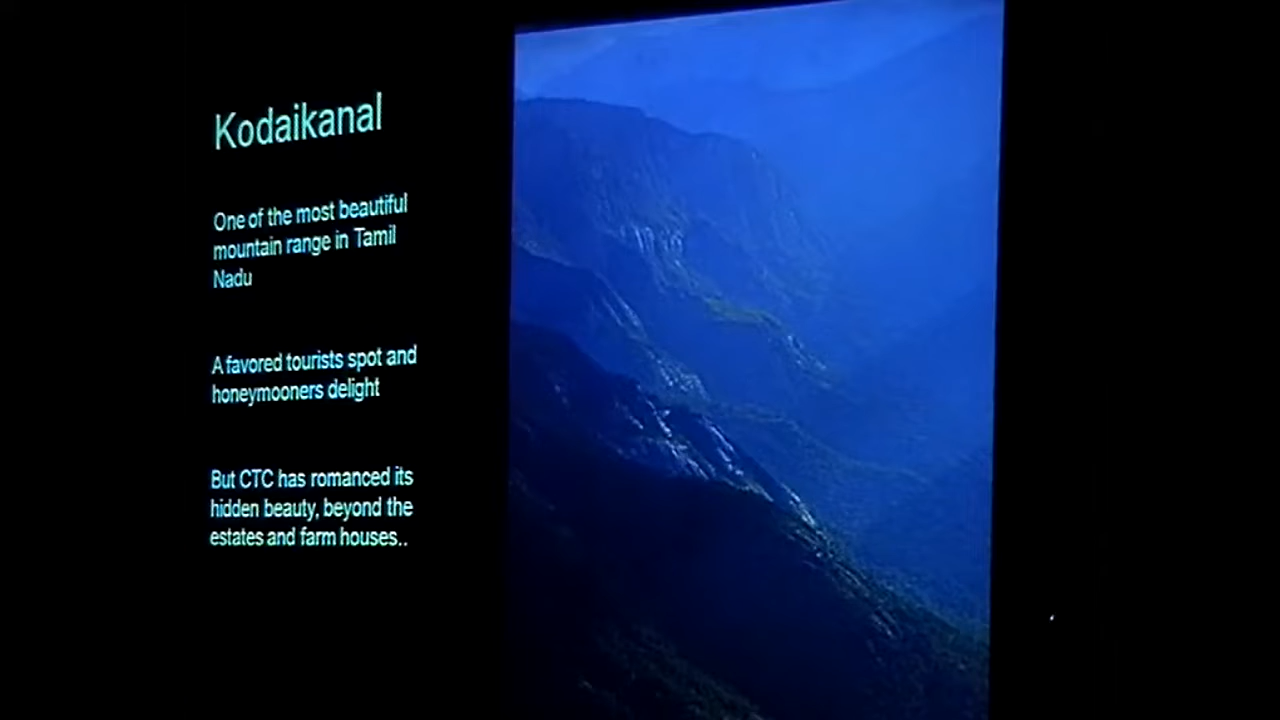 Kodaikanal
One of the most beautiful
mountain range in Tamil
Nadu
A favored tourists spot and
honeymooners delight
But CTC has romanced its
hidden beauty, beyond the
estates and farm houses..